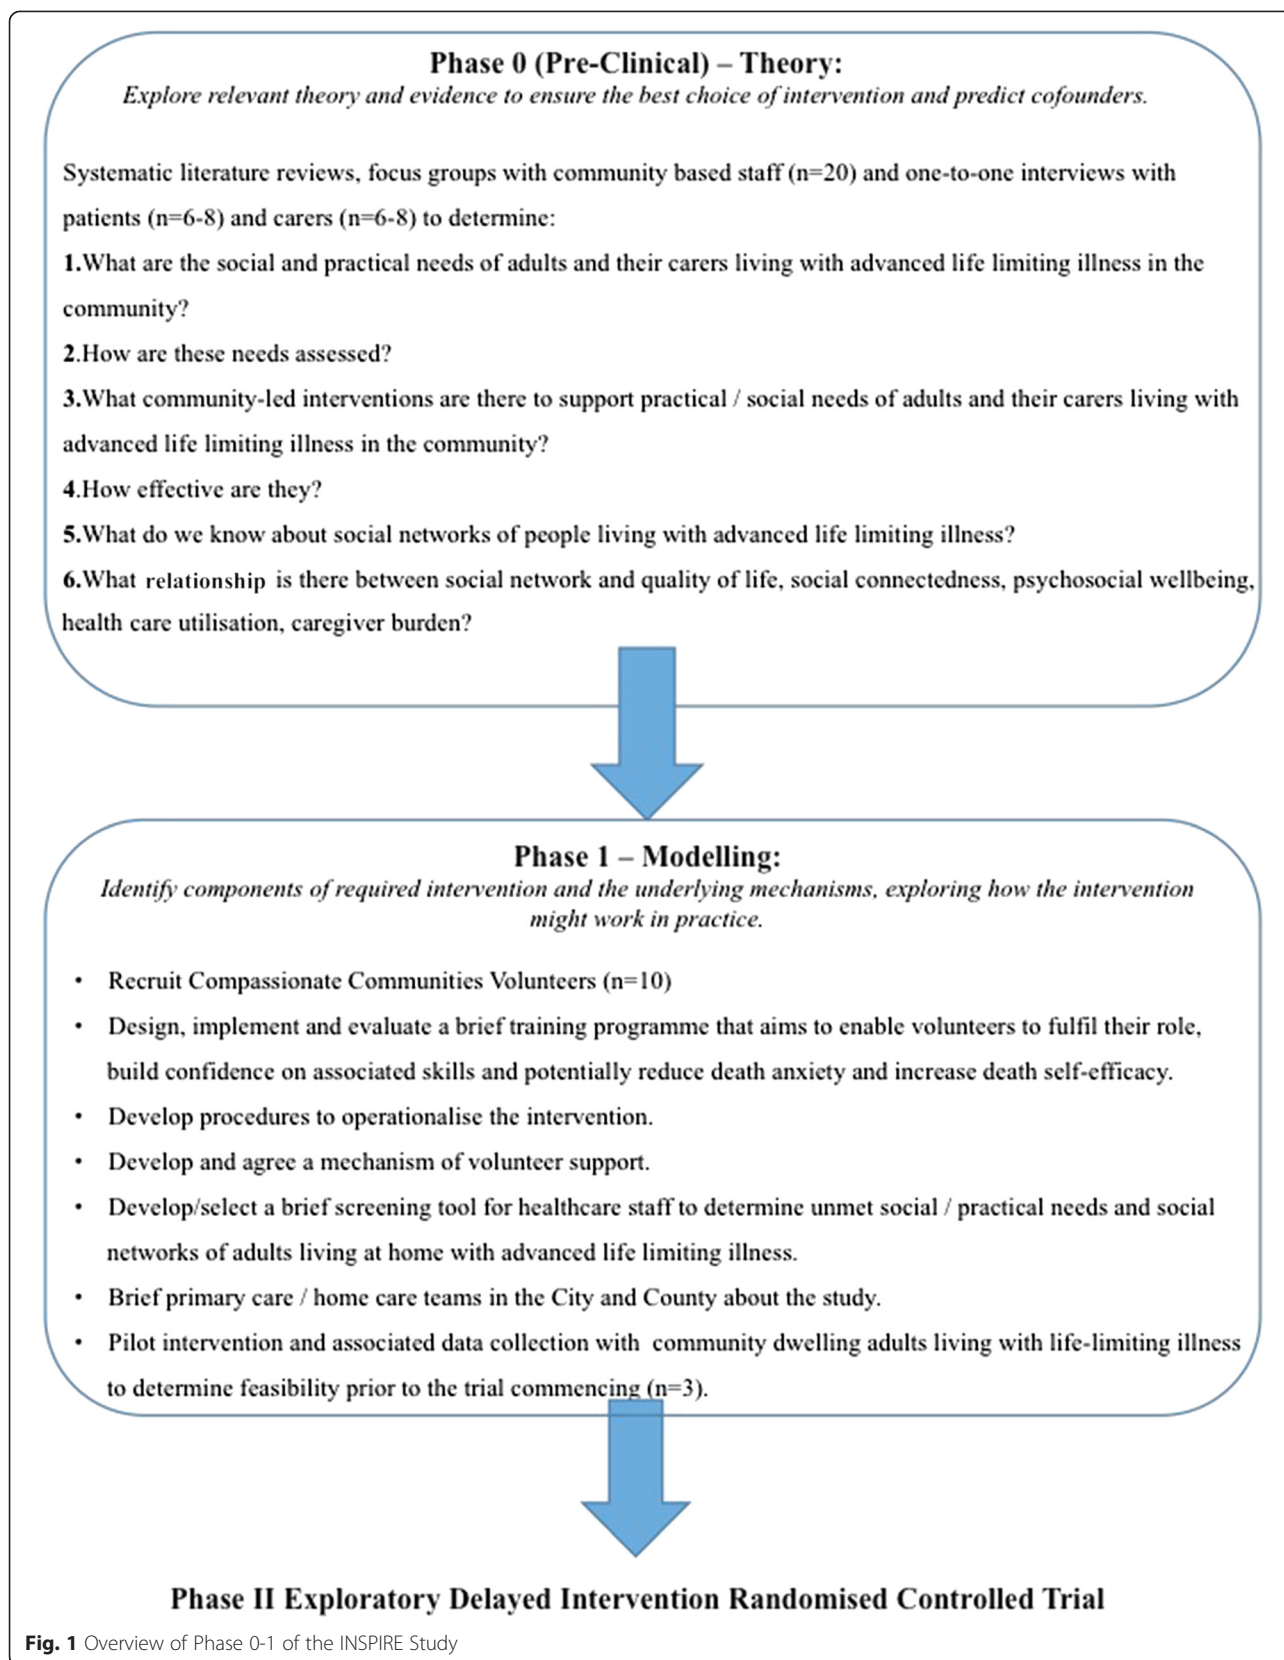 Phase 0 (Pre-Clinical) – Theory:
Explore relevant theory and evidence to ensure the best choice of intervention and predict cofounders.
Systematic literature reviews, focus groups with community based staff (n=20) and one-to-one interviews with
patients (n=6-8) and carers (n=6-8) to determine:
1.What are the social and practical needs of adults and their carers living with advanced life limiting illness in the
community?
2.How are these needs assessed?
3.What community-led interventions are there to support practical / social needs of adults and their carers living with
advanced life limiting illness in the community?
4.How effective are they?
5.What do we know about social networks of people living with advanced life limiting illness?
6.What relationship is there between social network and quality of life, social connectedness, psychosocial wellbeing,
health care utilisation, caregiver burden?
Phase 1 – Modelling:
Identify components of required intervention and the underlying mechanisms, exploring how the intervention
might work in practice.
• Recruit Compassionate Communities Volunteers (n=10)
• Design, implement and evaluate a brief training programme that aims to enable volunteers to fulfil their role,
build confidence on associated skills and potentially reduce death anxiety and increase death self-efficacy.
• Develop procedures to operationalise the intervention.
• Develop and agree a mechanism of volunteer support.
• Develop/select a brief screening tool for healthcare staff to determine unmet social / practical needs and social
networks of adults living at home with advanced life limiting illness.
• Brief primary care / home care teams in the City and County about the study.
• Pilot intervention and associated data collection with community dwelling adults living with life-limiting illness
to determine feasibility prior to the trial commencing (n=3).
Phase II Exploratory Delayed Intervention Randomised Controlled Trial
Fig. 1 Overview of Phase 0-1 of the INSPIRE Study